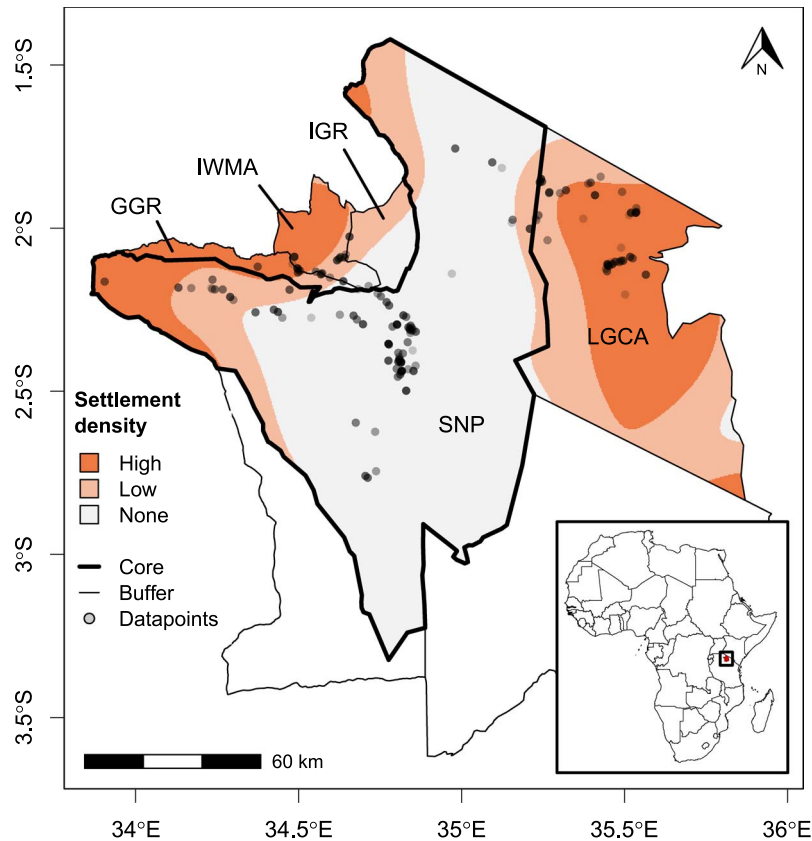 1.5°S
2°S
2.5°S
3°S
3.5°S
N
IGR
IWMA
GGR
LGCA
SNP
Settlement
density
High
Low
None
Core
Buffer
Datapoints
60 km
34°E
34.5°E
35°E
35.5°E
36°E